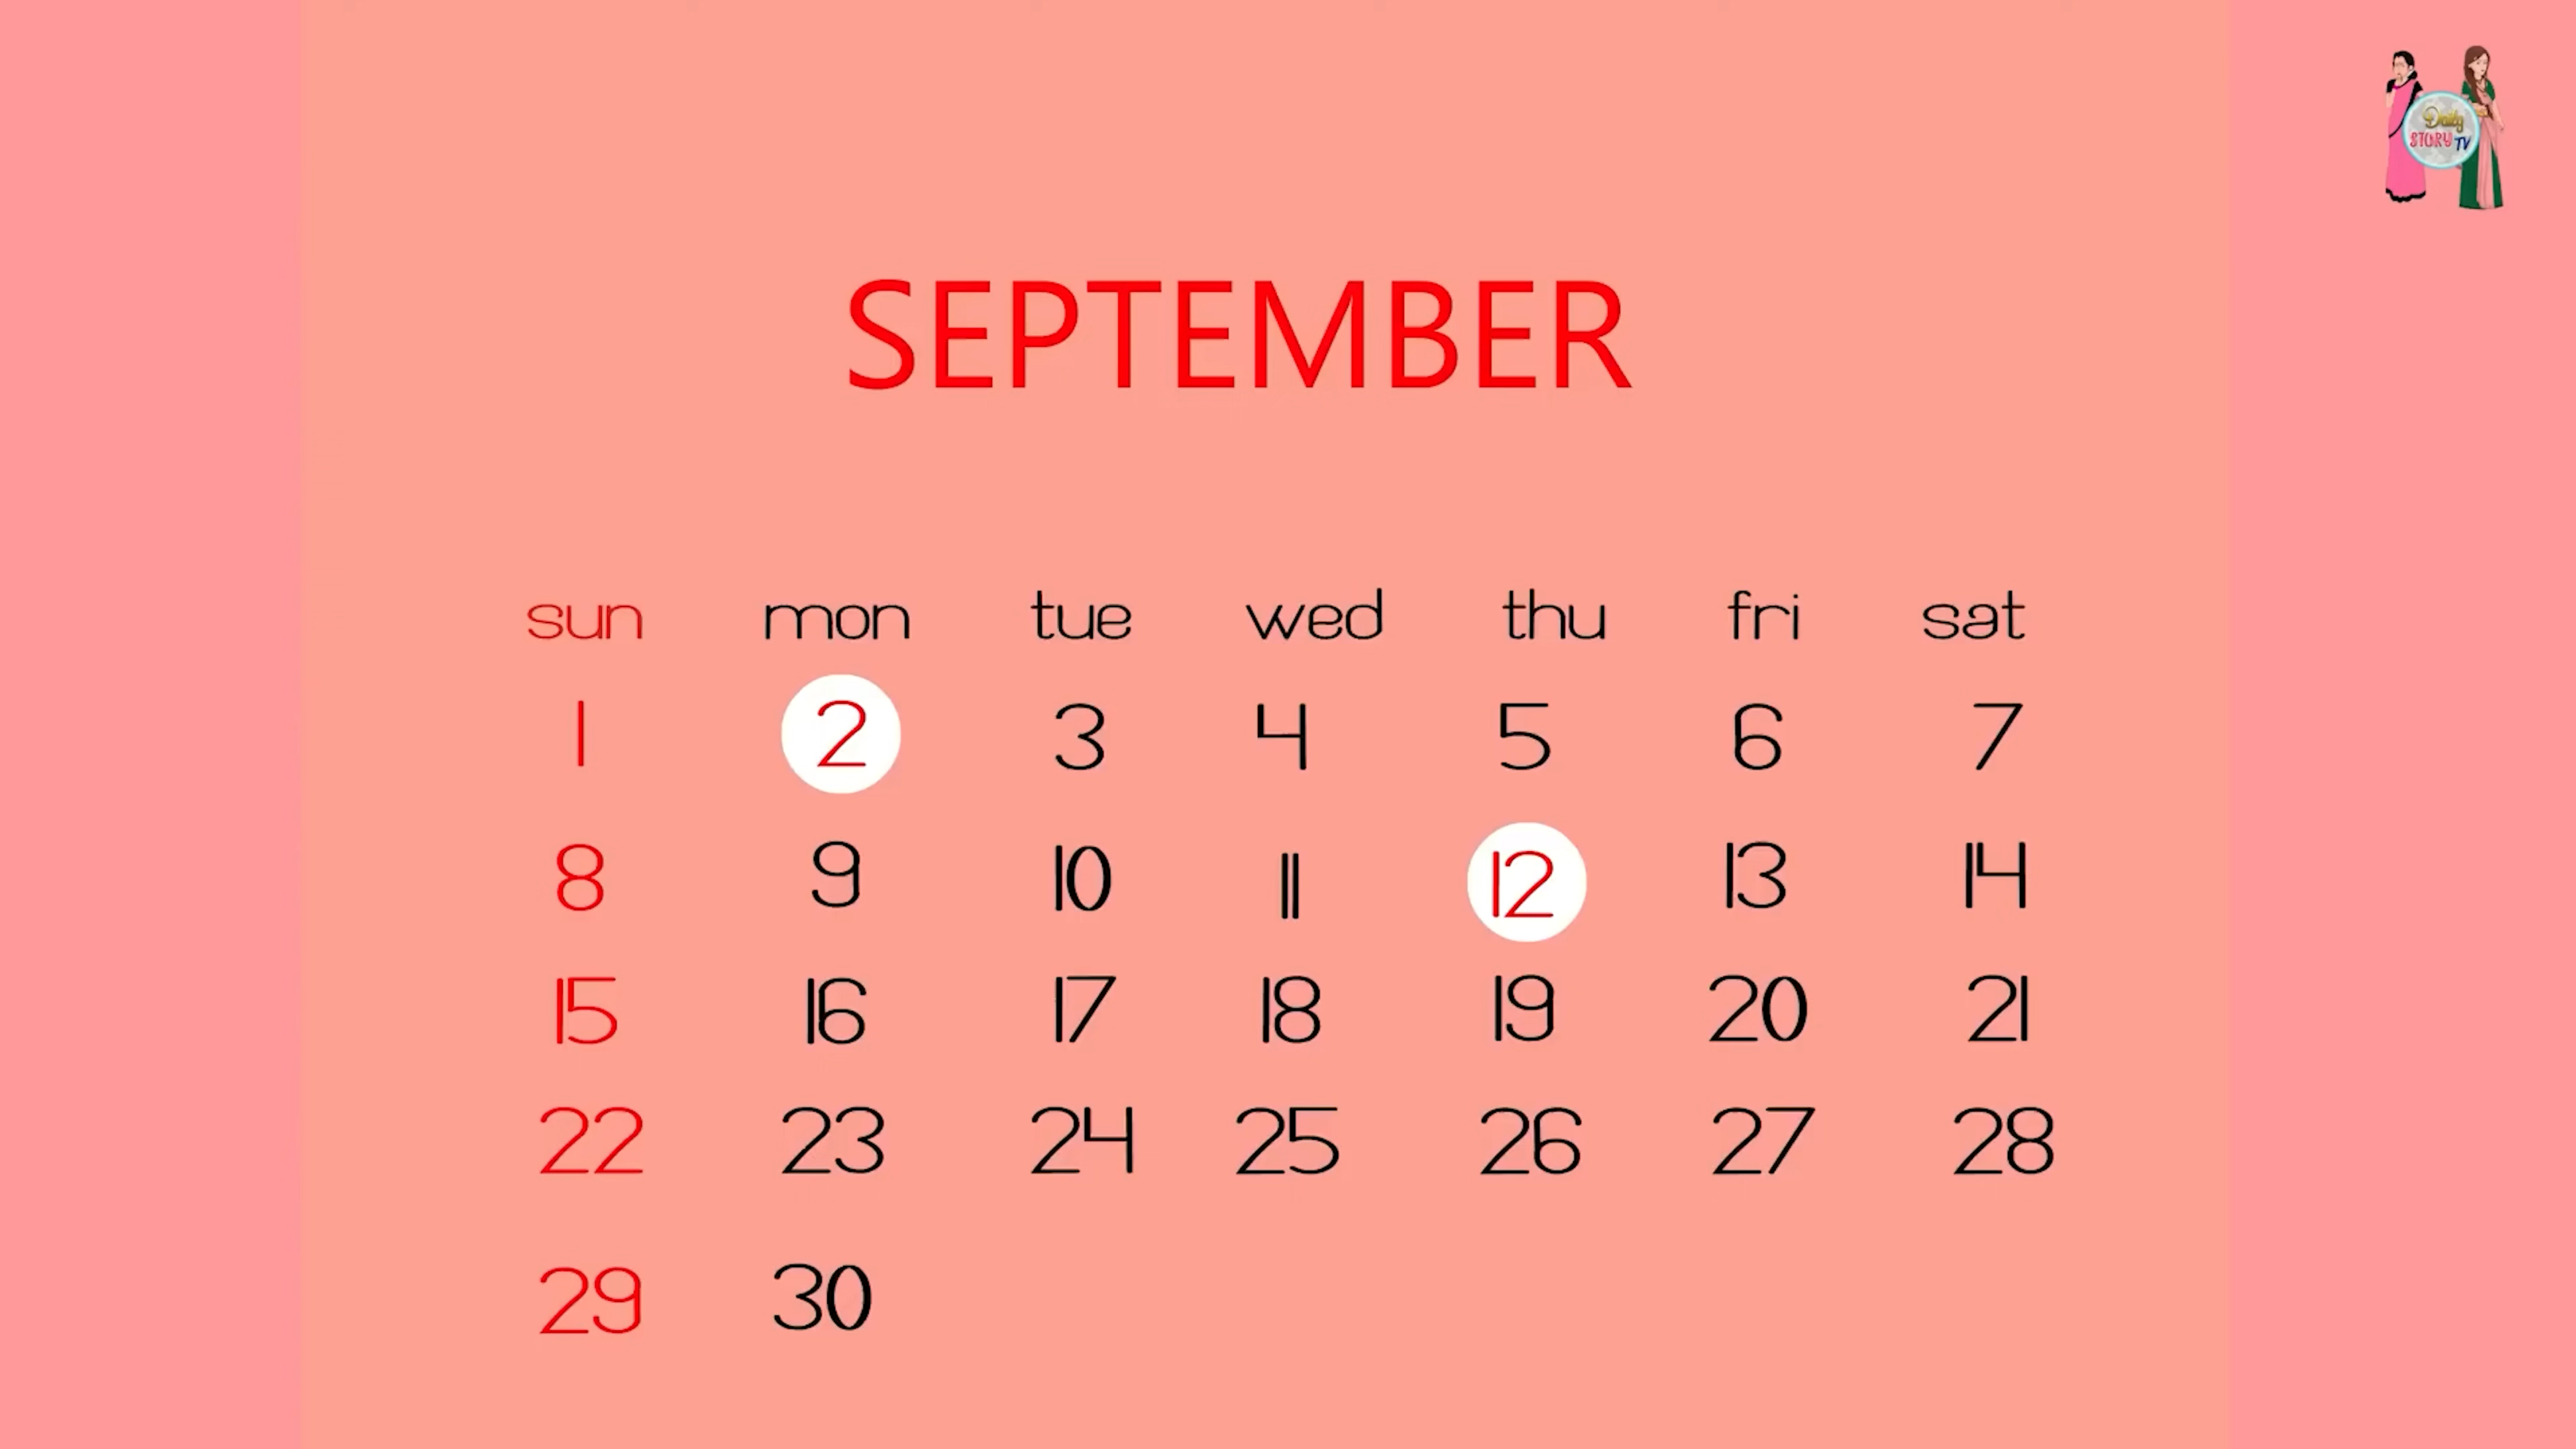 Daily
STORY TV
SEPTEMBER
sun mon tue wed thu fri sat
1 2 3 4 5 6 7
8 9 10 11 12 13 14
15 16 17 18 19 20 21
22 23 24 25 26 27 28
29 30